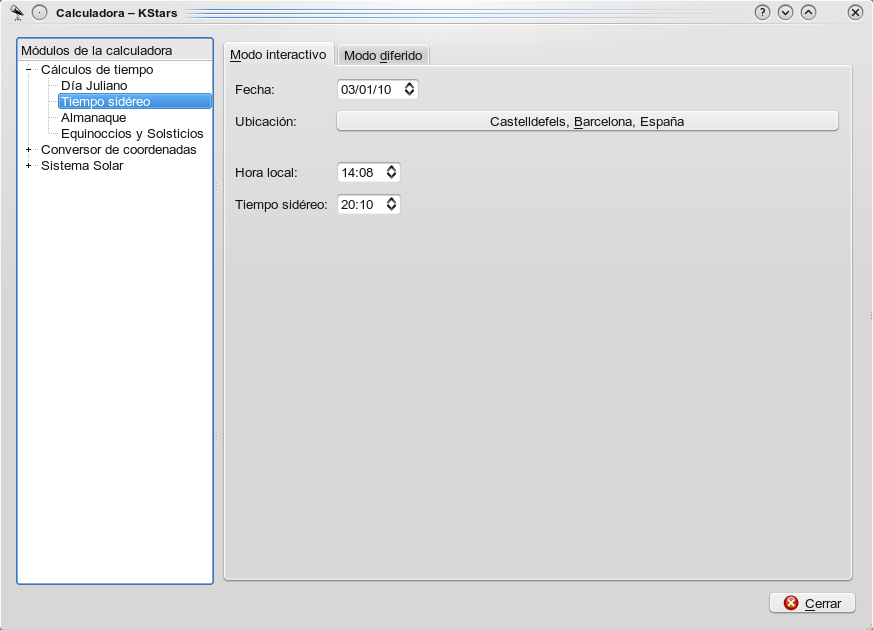 Calculadora – KStars
Módulos de la calculadora
Cálculos de tiempo
Día Juliano
Tiempo sidéreo
Almanaque
Equinoccios y Solsticios
Conversor de coordenadas
Sistema Solar
Modo interactivo
Modo diferido
Fecha:
03/01/10
Ubicación:
Castelldefels, Barcelona, España
Hora local:
14:08
Tiempo sidéreo:
20:10
Cerrar